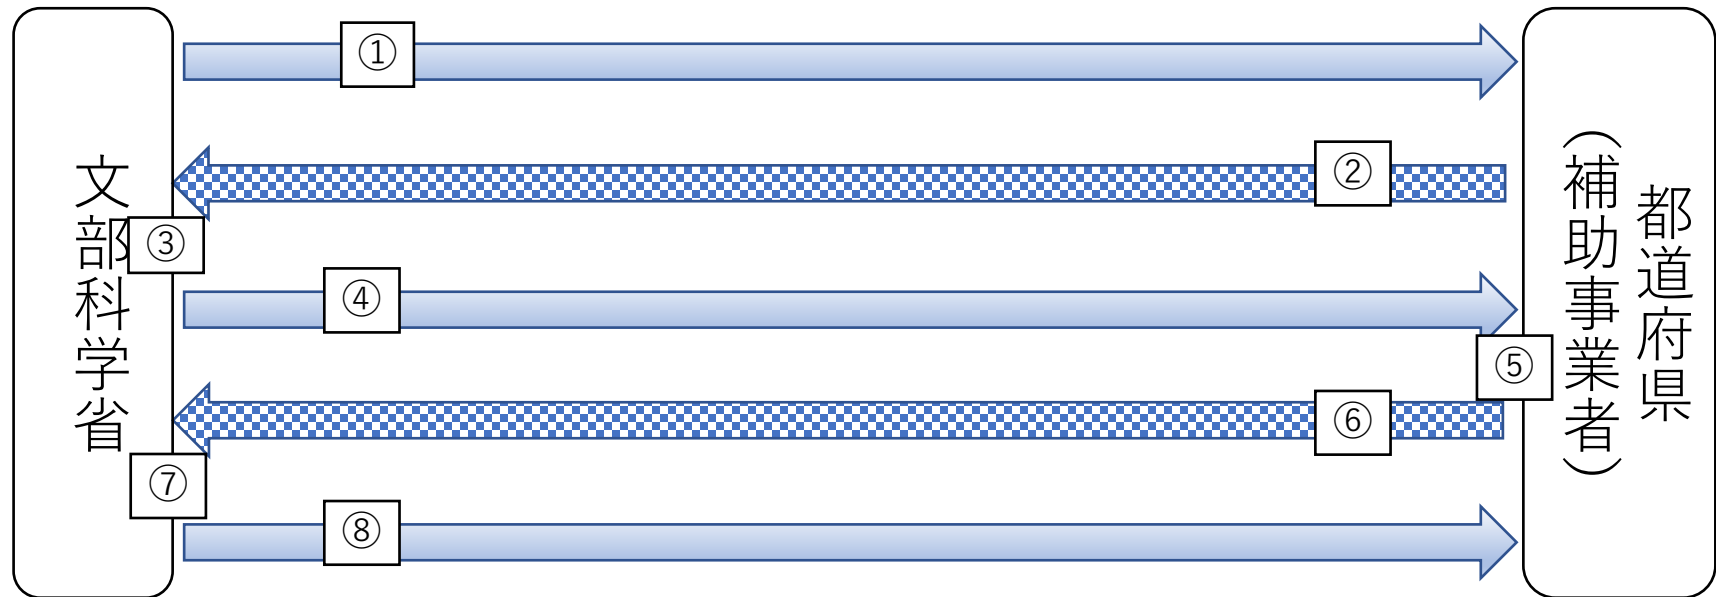 文部科学省
①
②
③
④
⑤
⑥
⑦
⑧
都道府県
（補助事業者）